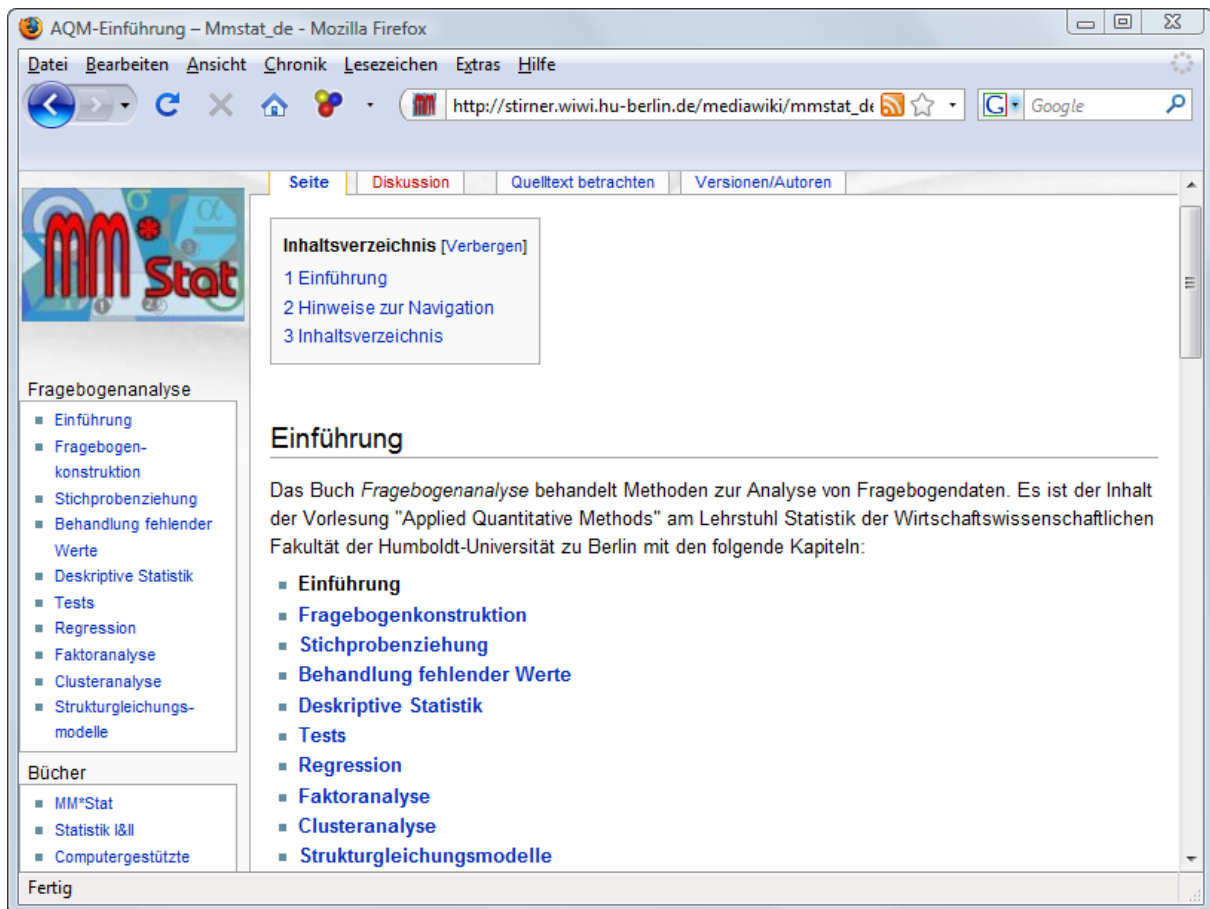 AQM-Einführung – Mmstat_de - Mozilla Firefox
Datei Bearbeiten Ansicht Chronik Lesezeichen Extras Hilfe
http://stirner.wiwi.hu-berlin.de/mediawiki/mmstat_de
G Google
Seite Diskussion Quelltext betrachten Versionen/Autoren
MM*Stat
Inhaltsverzeichnis [Verbergen]
1 Einführung
2 Hinweise zur Navigation
3 Inhaltsverzeichnis
Fragebogenanalyse
Einführung
Fragebogen-
konstruktion
Stichprobenziehung
Behandlung fehlender
Werte
Deskriptive Statistik
Tests
Regression
Faktoranalyse
Clusteranalyse
Strukturgleichungs-
modelle
Bücher
MM*Stat
Statistik I&II
Computergestützte
Einführung
Das Buch Fragebogenanalyse behandelt Methoden zur Analyse von Fragebogendaten. Es ist der Inhalt
der Vorlesung "Applied Quantitative Methods" am Lehrstuhl Statistik der Wirtschaftswissenschaftlichen
Fakultät der Humboldt-Universität zu Berlin mit den folgende Kapiteln:
Einführung
Fragebogenkonstruktion
Stichprobenziehung
Behandlung fehlender Werte
Deskriptive Statistik
Tests
Regression
Faktoranalyse
Clusteranalyse
Strukturgleichungsmodelle
Fertig